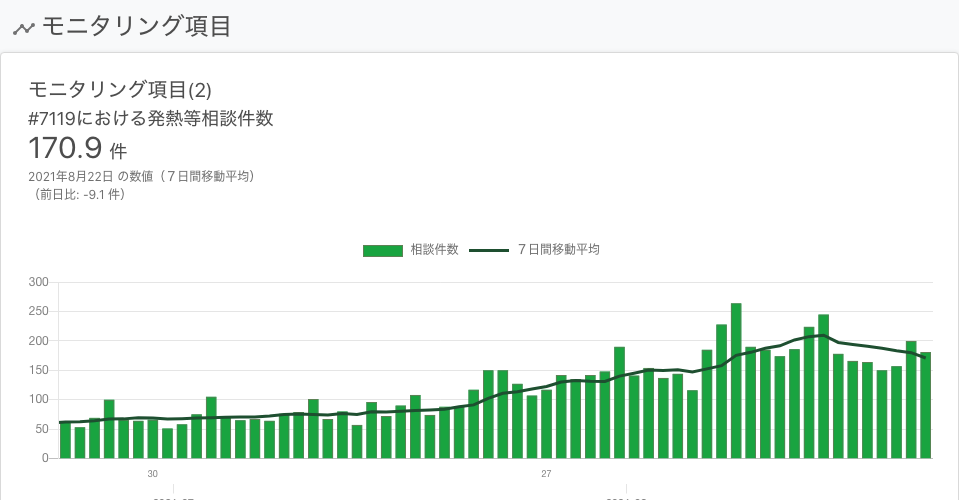 モニタリング項目
モニタリング項目(2)
#7119における発熱等相談件数
170.9 件
2021年8月22日 の数値（７日間移動平均）
（前日比: -9.1 件）
相談件数 ７日間移動平均
300
250
200
150
100
50
0
30 27